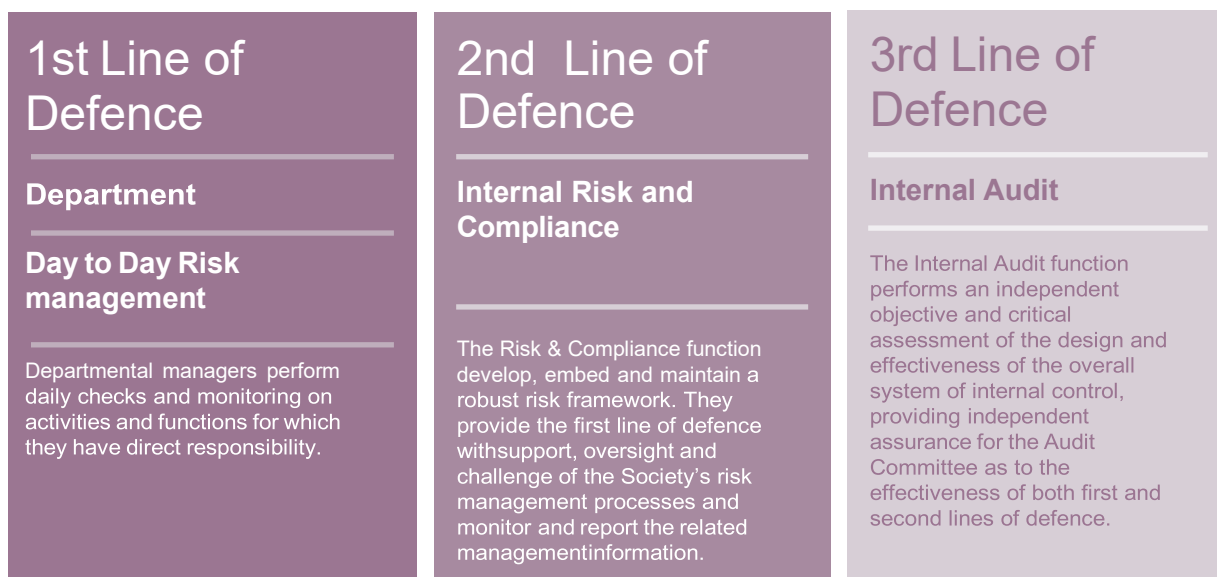 1st Line of
Defence
Department
Day to Day Risk
management
Departmental managers perform
daily checks and monitoring on
activities and functions for which
they have direct responsibility.
2nd Line of
Defence
Internal Risk and
Compliance
The Risk & Compliance function
develop, embed and maintain a
robust risk framework. They
provide the first line of defence
withsupport, oversight and
challenge of the Society's risk
management processes and
monitor and report the related
managementinformation.
3rd Line of
Defence
Internal Audit
The Internal Audit function
performs an independent
objective and critical
assessment of the design and
effectiveness of the overall
system of internal control,
providing independent
assurance for the Audit
Committee as to the
effectiveness of both first and
second lines of defence.